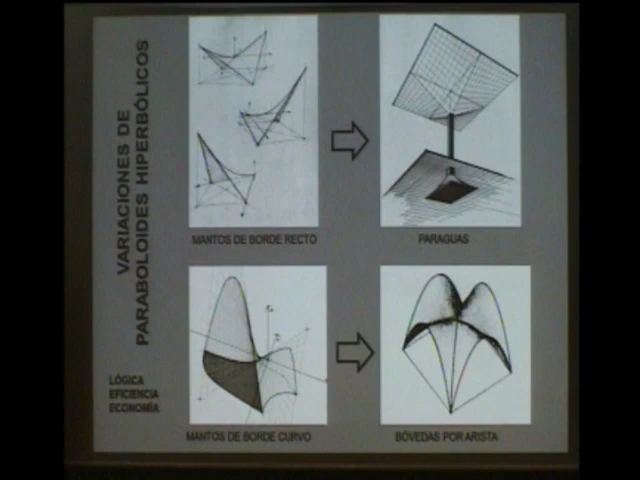 VARIACIONES DE
PARABOLOIDES HIPERBÓLICOS
MANTOS DE BORDE RECTO
PARAGUAS
LÓGICA
EFICIENCIA
ECONOMÍA
MANTOS DE BORDE CURVO
BÓVEDAS POR ARISTA